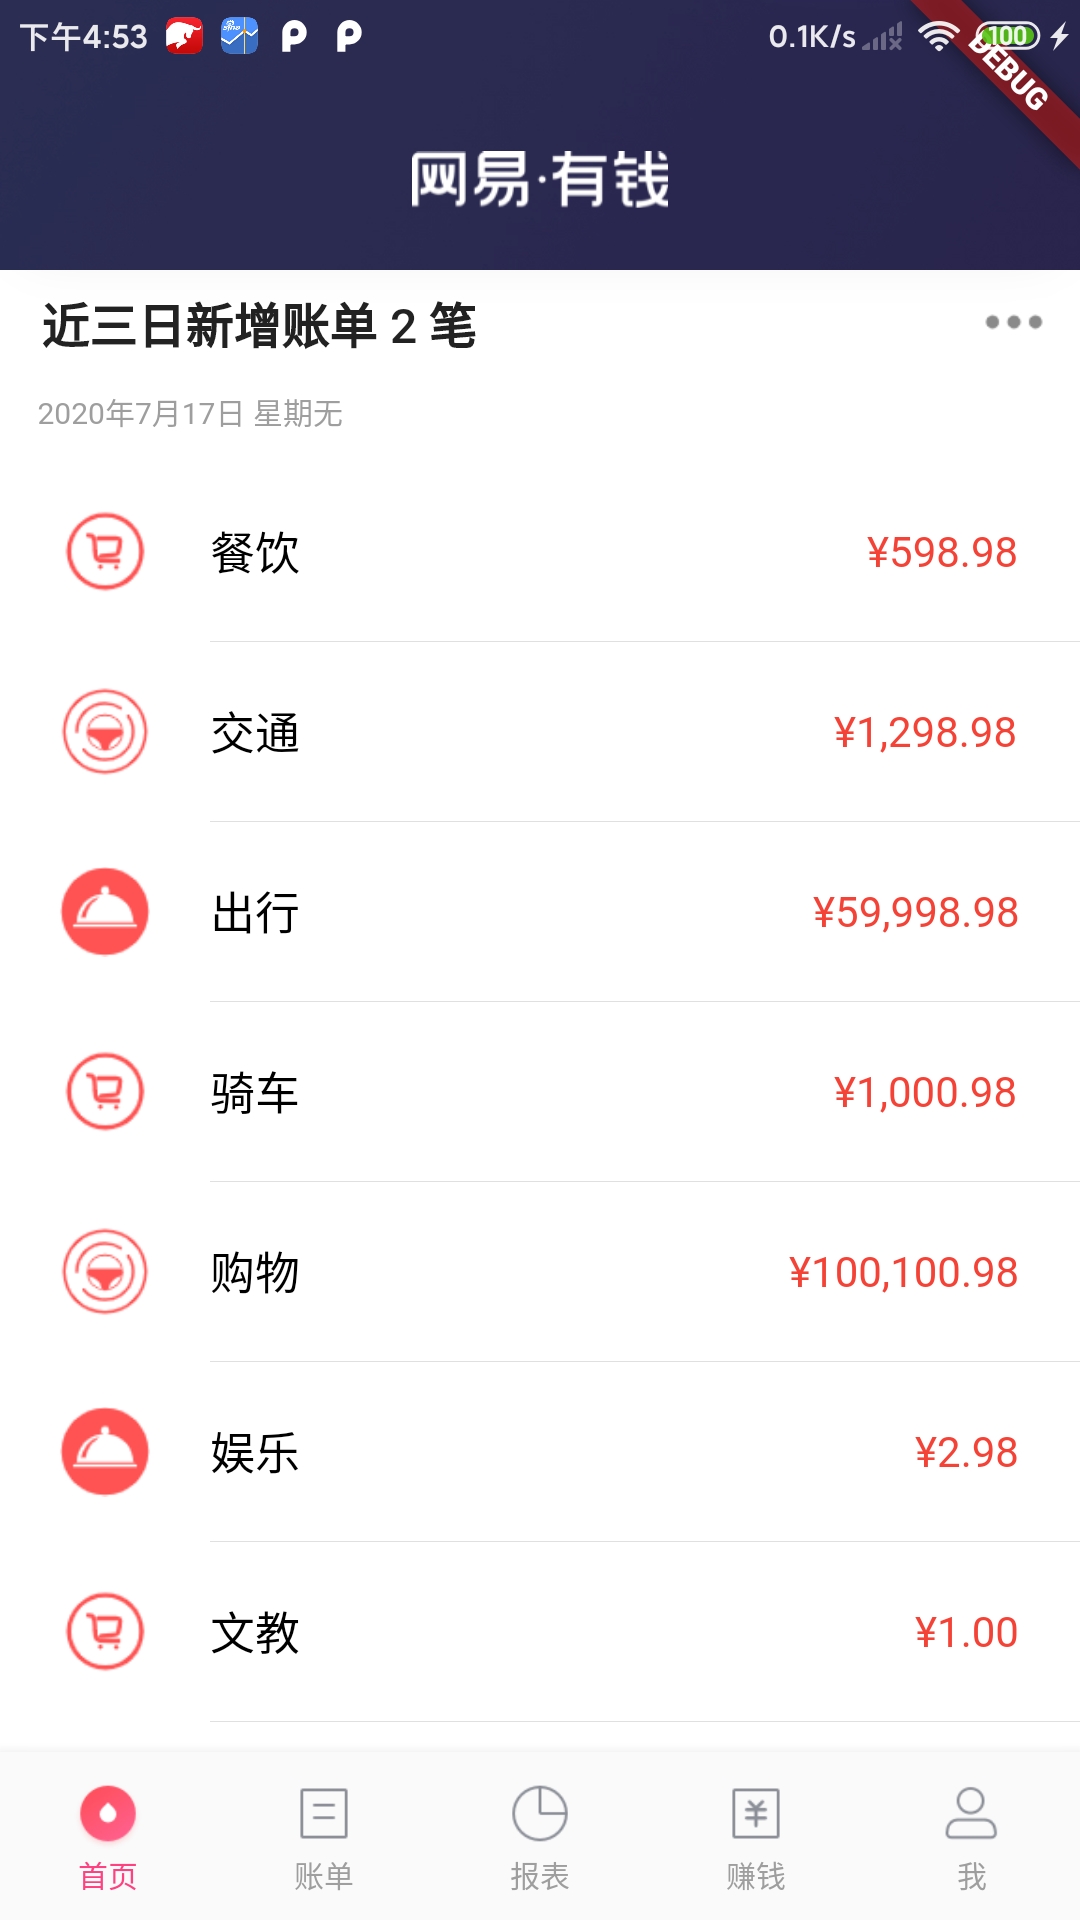 下午4:53
0.1K/s
100
DEBUG
网易·有钱
近三日新增账单 2 笔
2020年7月17日 星期无
餐饮
¥598.98
交通
¥1,298.98
出行
¥59,998.98
骑车
¥1,000.98
购物
¥100,100.98
娱乐
¥2.98
文教
¥1.00
首页
账单
报表
赚钱
我